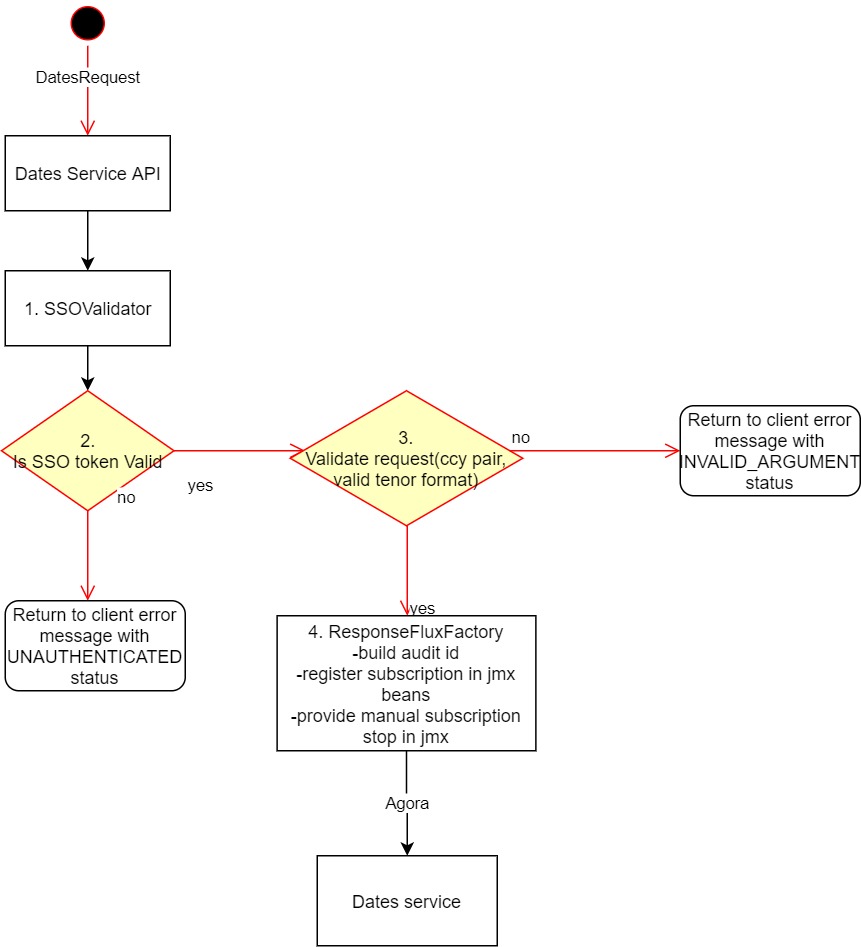 DatesRequest
Dates Service API
1. SSOValidator
2.
Is SSO token Valid
no
yes
3.
Validate request(ccy pair,
valid tenor format)
no
Return to client error
message with
INVALID_ARGUMENT
status
Return to client error
message with
UNAUTHENTICATED
status
yes
4. ResponseFluxFactory
-build audit id
-register subscription in jmx
beans
-provide manual subscription
stop in jmx
Agora
Dates service